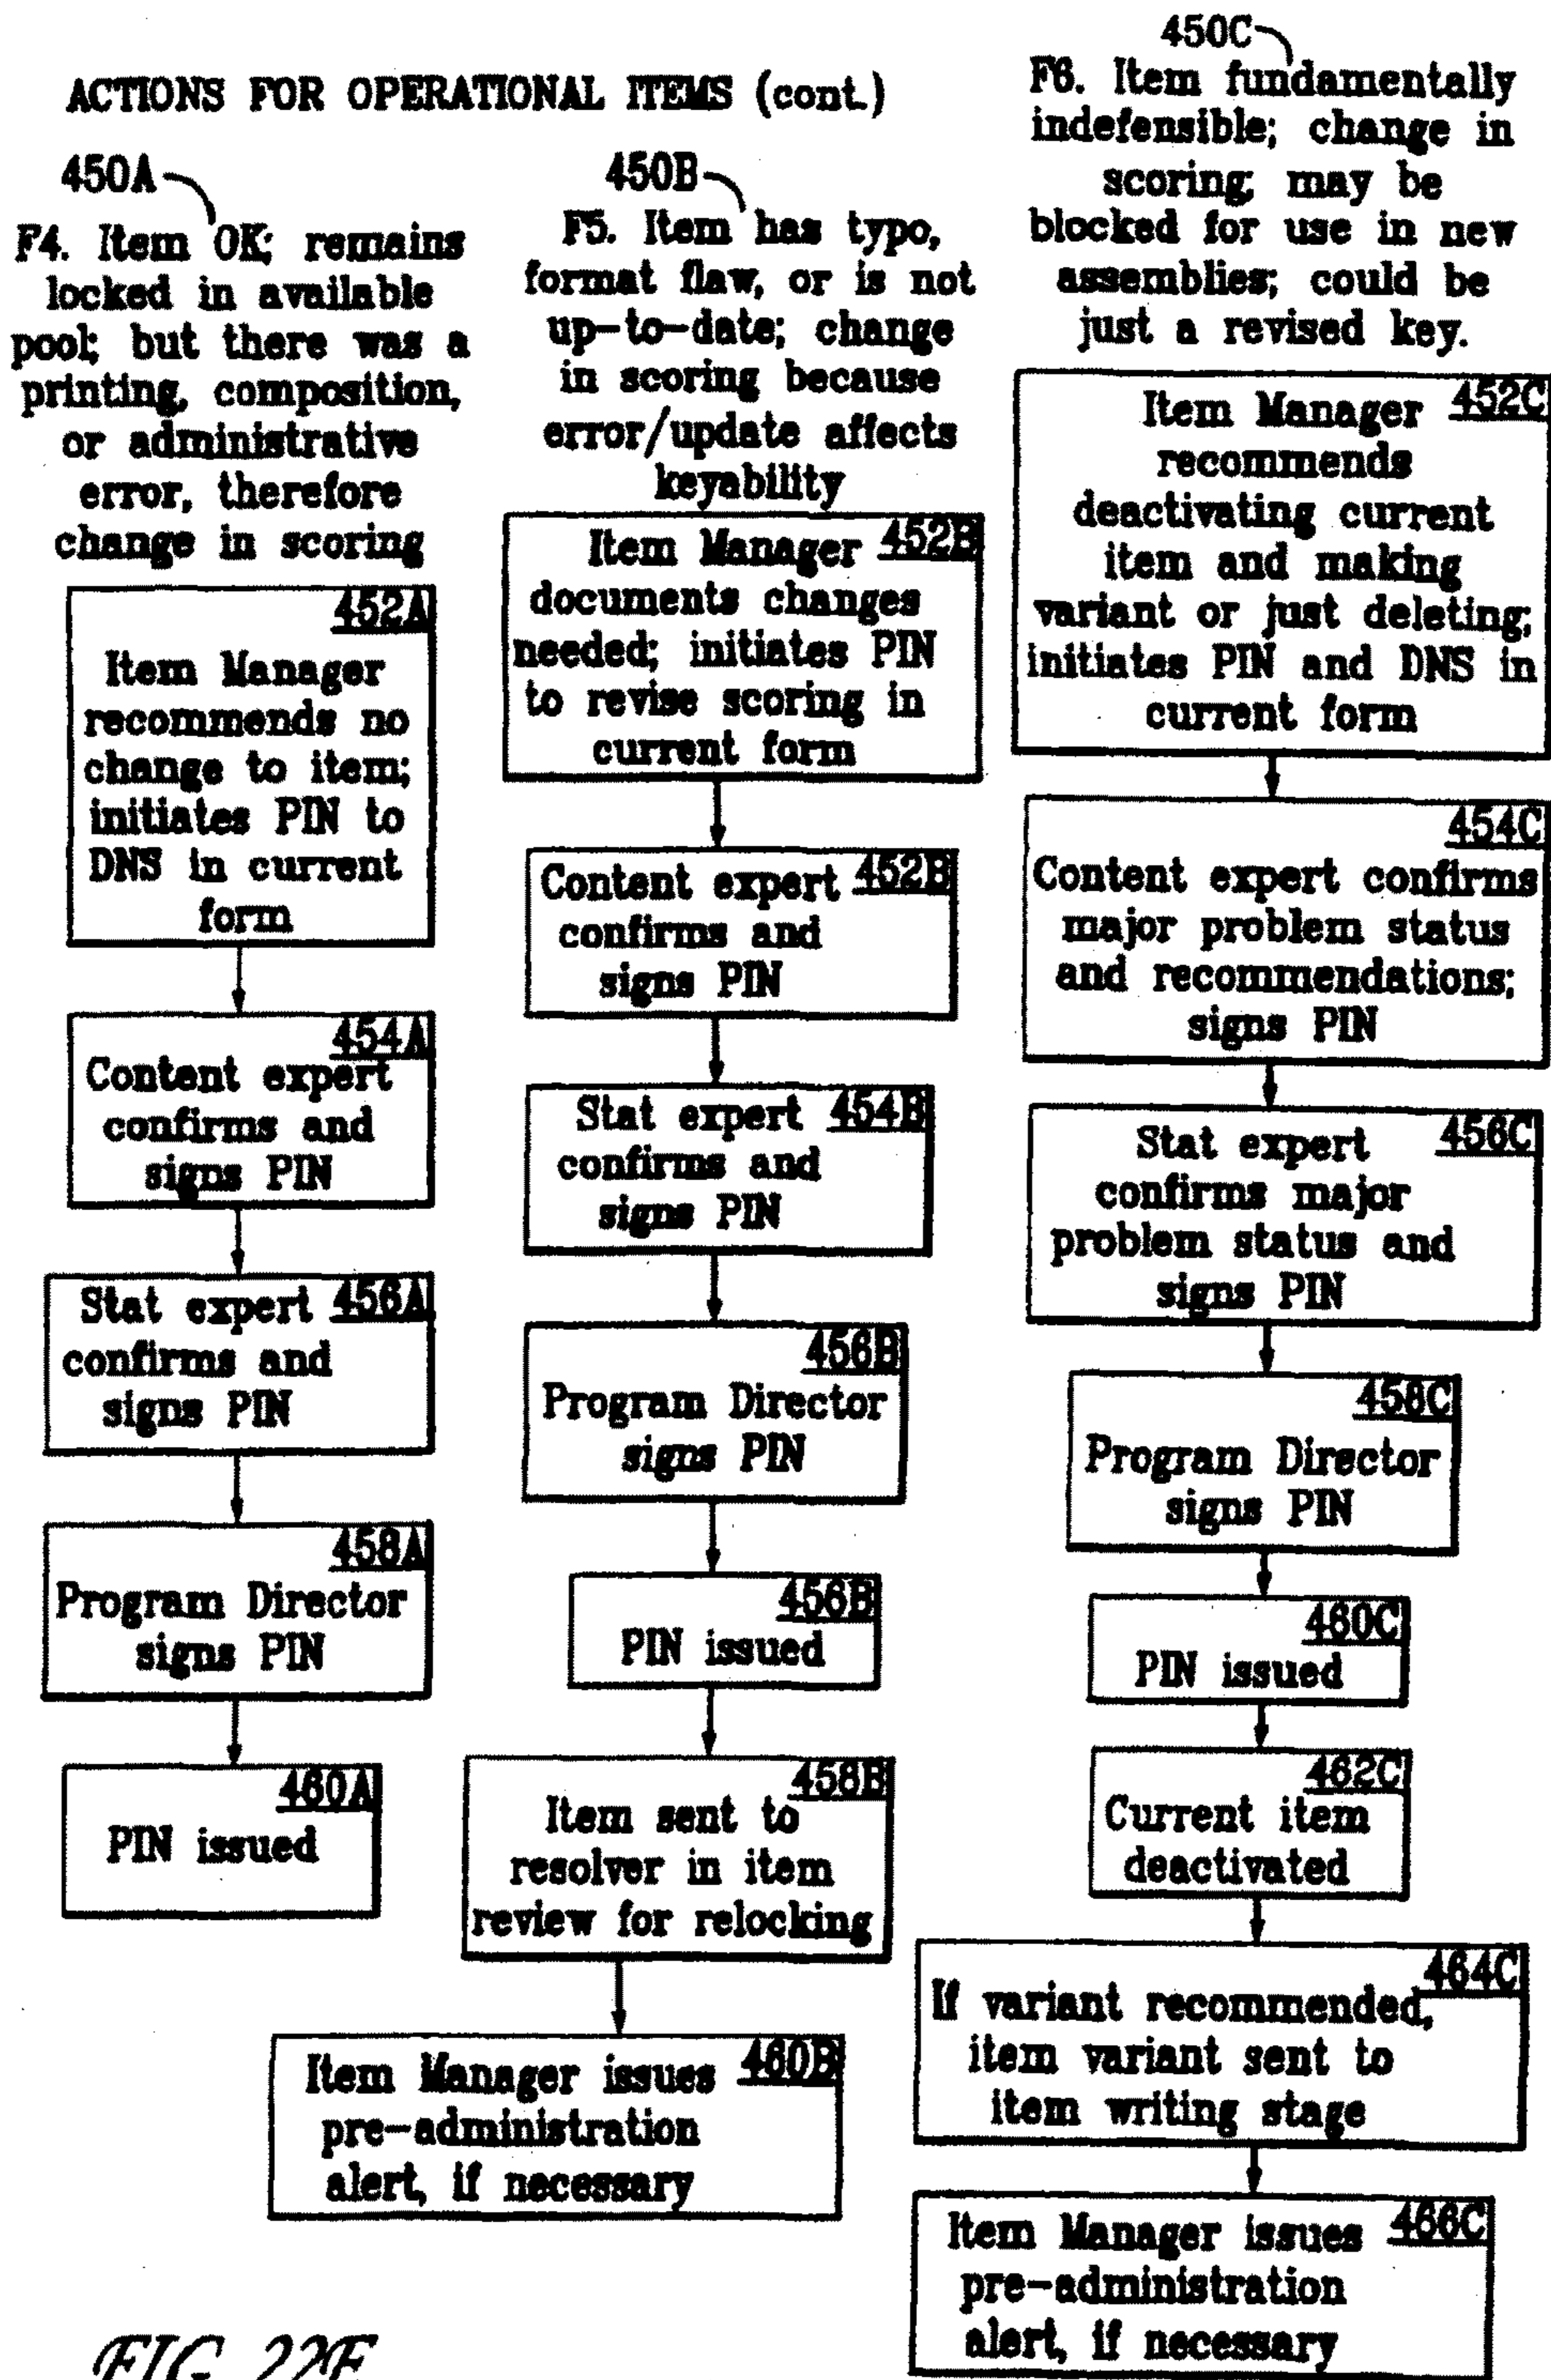 ACTIONS FOR OPERATIONAL ITEMS (cont.)
450A
F4. Item OK; remains
locked in available
pool; but there was a
printing, composition,
or administrative
error, therefore
change in scoring
452A
Item Manager
recommends no
change to item;
initiates PIN to
DNS in current
form
454A
Content expert
confirms and
signs PIN
Stat expert 456A
confirms and
signs PIN
458A
Program Director
signs PIN
460A
PIN issued
450B
F5. Item has typo,
format flaw, or is not
up-to-date; change
in scoring because
error/update affects
keyability
Item Manager 452B
documents changes
needed; initiates PIN
to revise scoring in
current form
Content expert 452B
confirms and
signs PIN
Stat expert 454B
confirms and
signs PIN
456B
Program Director
signs PIN
456B
PIN issued
458B
Item sent to
resolver in item
review for relocking
Item Manager issues 460B
pre-administration
alert, if necessary
450C
F6. Item fundamentally
indefensible; change in
scoring; may be
blocked for use in new
assemblies; could be
just a revised key.
Item Manager 452C
recommends
deactivating current
item and making
variant or just deleting;
initiates PIN and DNS in
current form
454C
Content expert confirms
major problem status
and recommendations;
signs PIN
Stat expert 456C
confirms major
problem status and
signs PIN
458C
Program Director
signs PIN
460C
PIN issued
462C
Current item
deactivated
464C
If variant recommended,
item variant sent to
item writing stage
Item Manager issues 466C
pre-administration
alert, if necessary
FIG. 22F